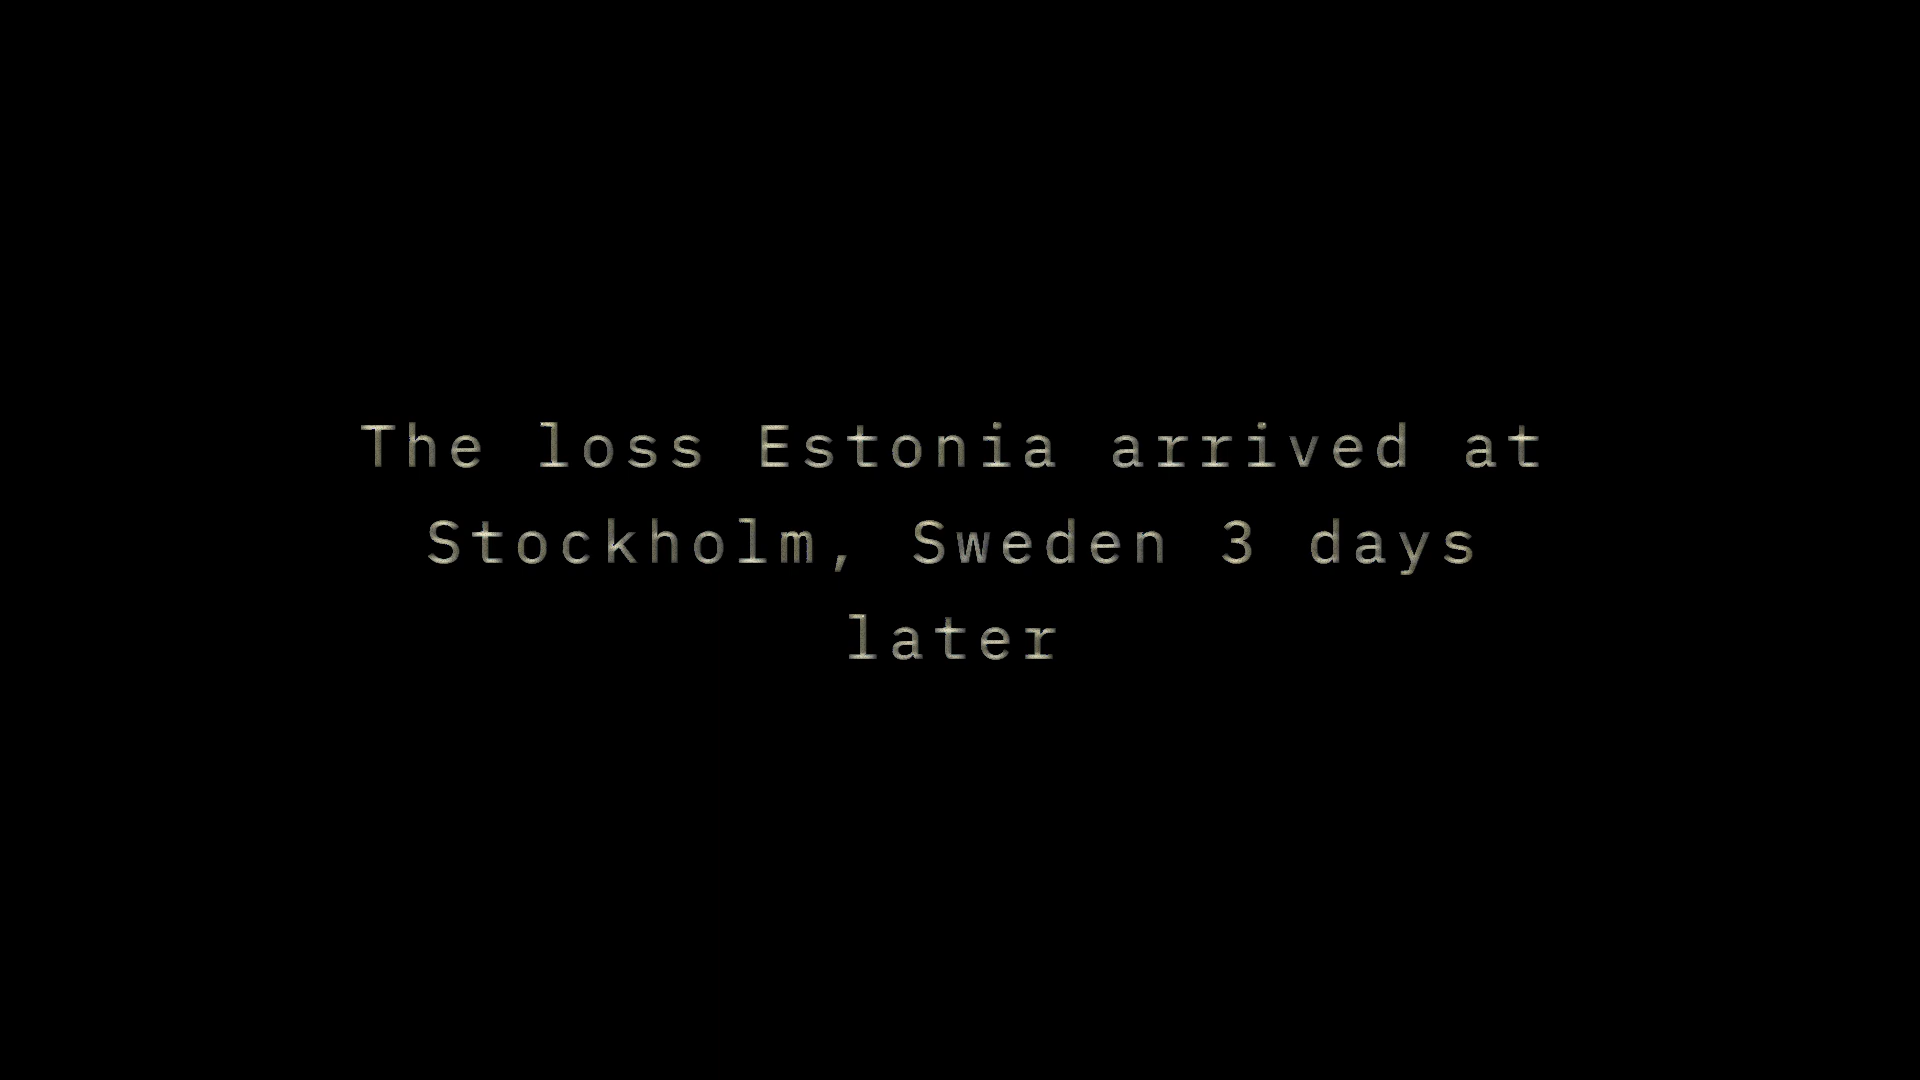 The loss Estonia arrived at
Stockholm, Sweden 3 days
later